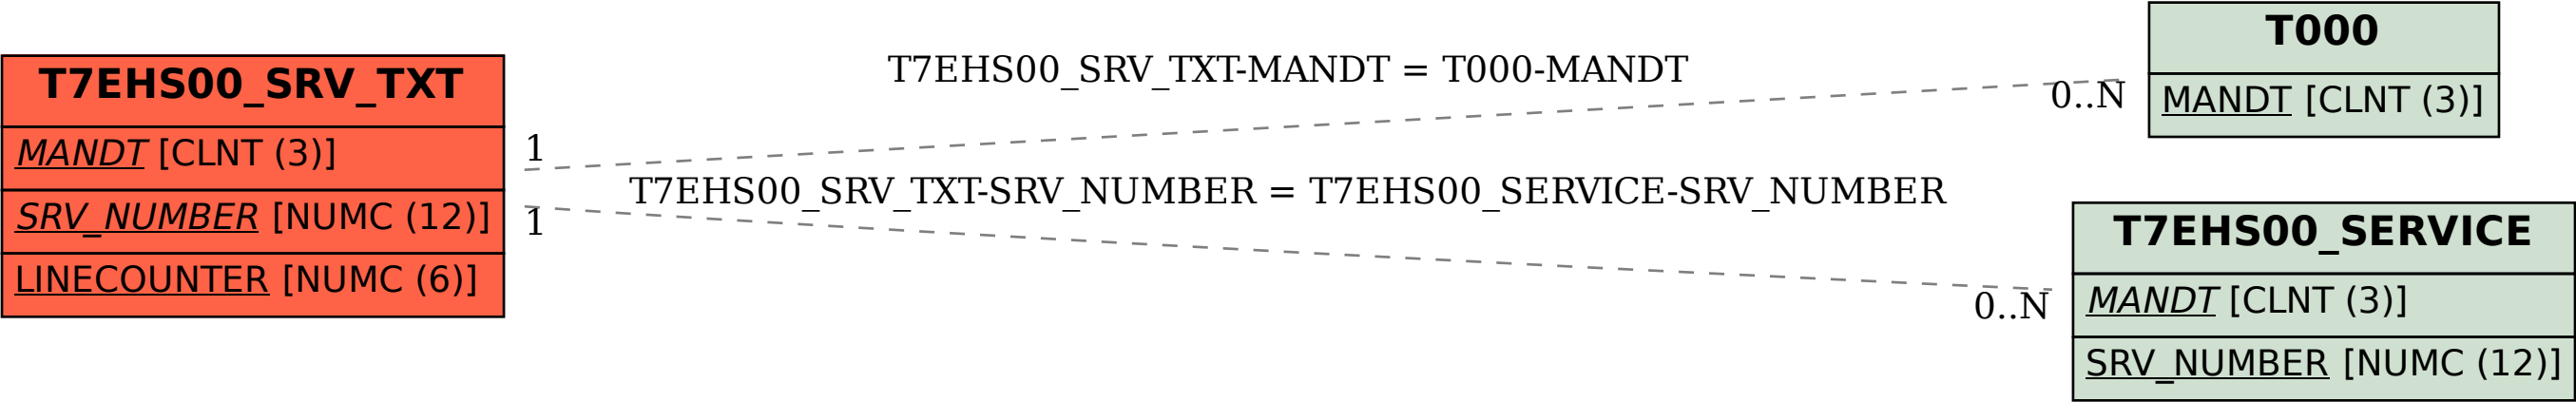 T7EHS00_SRV_TXT
MANDT [CLNT (3)]
SRV_NUMBER [NUMC (12)]
LINECOUNTER [NUMC (6)]
T7EHS00_SRV_TXT-MANDT = T000-MANDT
1
0..N
T7EHS00_SRV_TXT-SRV_NUMBER = T7EHS00_SERVICE-SRV_NUMBER
1
0..N
T000
MANDT [CLNT (3)]
T7EHS00_SERVICE
MANDT [CLNT (3)]
SRV_NUMBER [NUMC (12)]